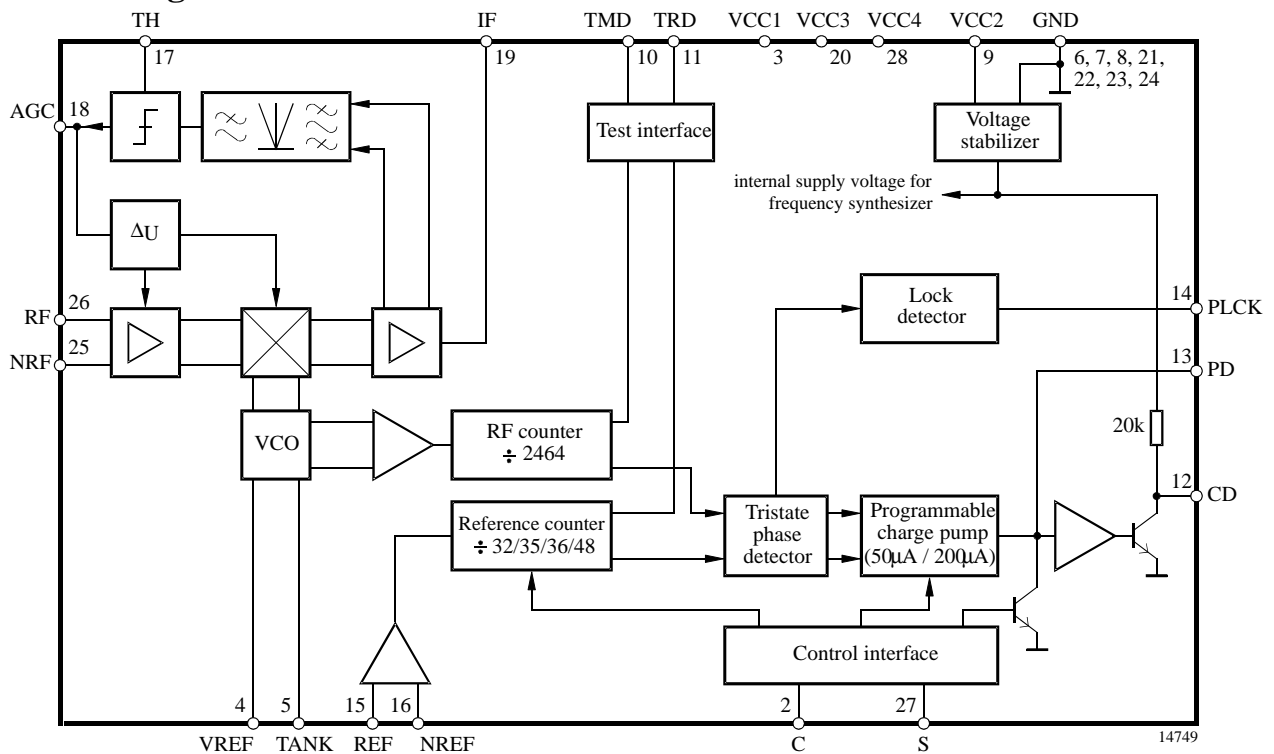 TH IF TMD TRD VCC1 VCC3 VCC4 VCC2 GND
17 19 10 11 3 20 28 9 6, 7, 8, 21,
22, 23, 24
AGC 18
Test interface
Voltage
stabilizer
internal supply voltage for
frequency synthesizer
ΔU
RF 26
NRF 25
Lock
detector
14 PLCK
13 PD
VCO
RF counter
÷ 2464
20k
12 CD
Reference counter
÷ 32/35/36/48
Tristate
phase
detector
Programmable
charge pump
(50μA / 200μA)
Control interface
4 5 15 16 2 27
VREF TANK REF NREF C S
14749